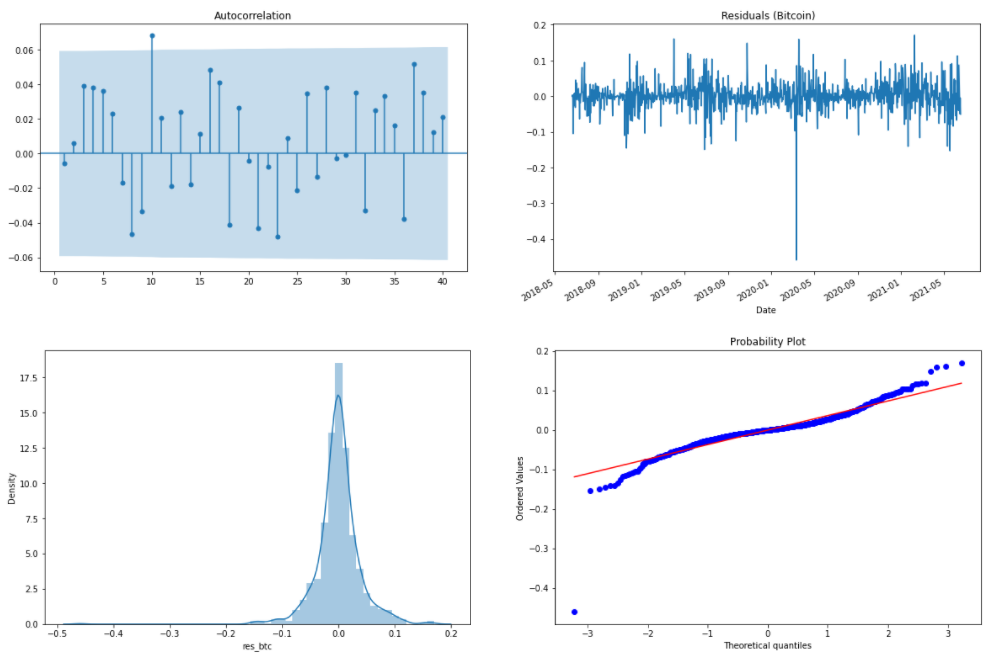 Autocorrelation
0.06
0.04
0.02
0.00
−0.02
−0.04
−0.06
0 5 10 15 20 25 30 35 40
Residuals (Bitcoin)
0.2
0.1
0.0
−0.1
−0.2
−0.3
−0.4
2018-05 2018-09 2019-01 2019-05 2019-09 2020-01 2020-05 2020-09 2021-01 2021-05
Date
Density
17.5
15.0
12.5
10.0
7.5
5.0
2.5
0.0
−0.5 −0.4 −0.3 −0.2 −0.1 0.0 0.1 0.2
res_btc
Probability Plot
Ordered Values
0.2
0.1
0.0
−0.1
−0.2
−0.3
−0.4
−3 −2 −1 0 1 2 3
Theoretical quantiles